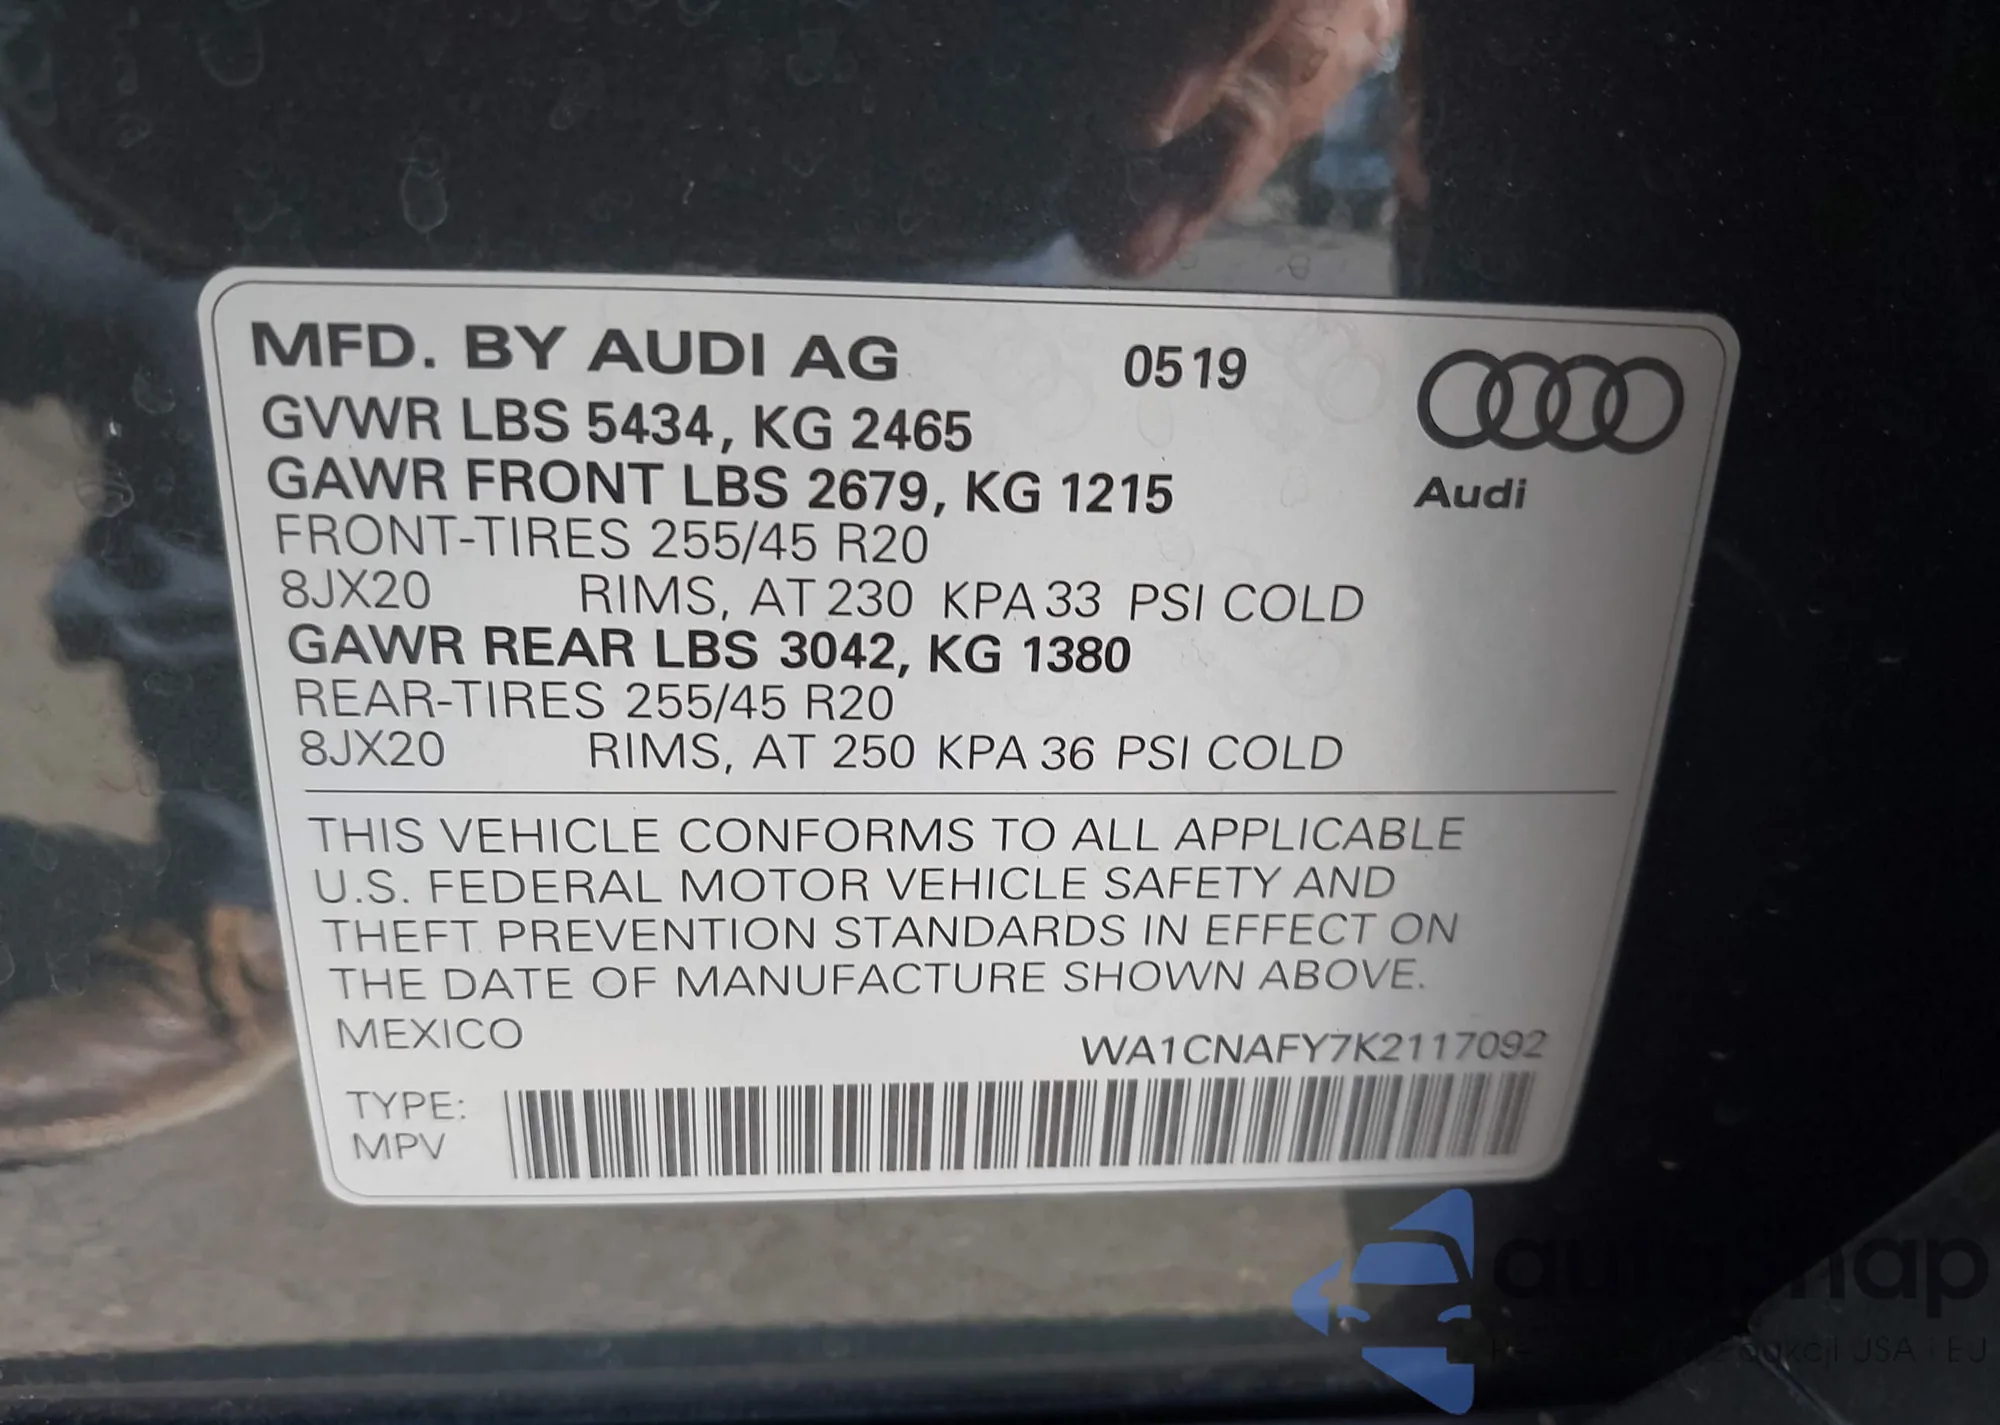 MFD. BY AUDI AG 0519
GVWR LBS 5434, KG 2465
GAWR FRONT LBS 2679, KG 1215
Audi
FRONT-TIRES 255/45 R20
8JX20 RIMS, AT 230 KPA 33 PSI COLD
GAWR REAR LBS 3042, KG 1380
REAR-TIRES 255/45 R20
8JX20 RIMS, AT 250 KPA 36 PSI COLD
THIS VEHICLE CONFORMS TO ALL APPLICABLE
U.S. FEDERAL MOTOR VEHICLE SAFETY AND
THEFT PREVENTION STANDARDS IN EFFECT ON
THE DATE OF MANUFACTURE SHOWN ABOVE.
MEXICO WA1CNAFY7K2117092
TYPE:
MPV
USA i EU